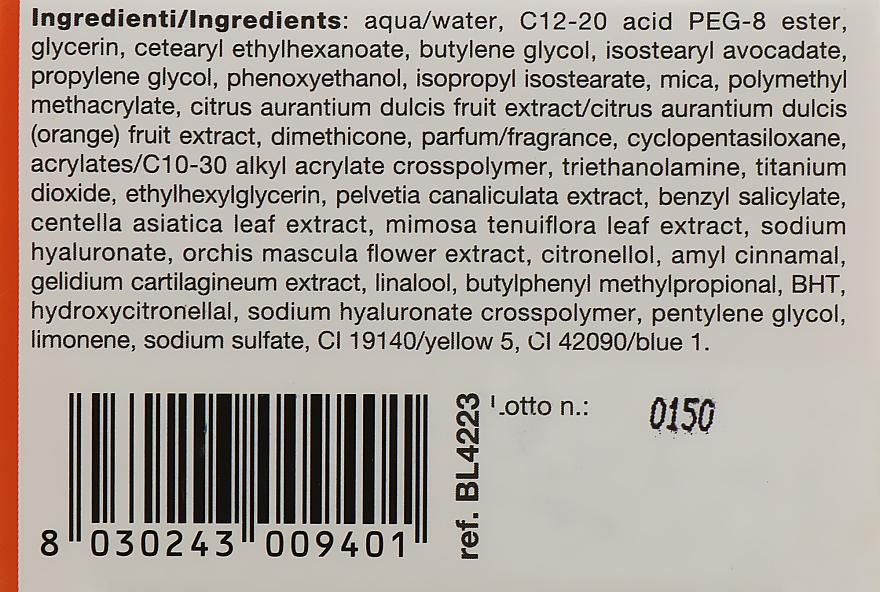 Ingredienti/Ingredients: aqua/water, C12-20 acid PEG-8 ester,
glycerin, cetearyl ethylhexanoate, butylene glycol, isostearyl avocadate,
propylene glycol, phenoxyethanol, isopropyl isostearate, mica, polymethyl
methacrylate, citrus aurantium dulcis fruit extract/citrus aurantium dulcis
(orange) fruit extract, dimethicone, parfum/fragrance, cyclopentasiloxane,
acrylates/C10-30 alkyl acrylate crosspolymer, triethanolamine, titanium
dioxide, ethylhexylglycerin, pelvetia canaliculata extract, benzyl salicylate,
centella asiatica leaf extract, mimosa tenuiflora leaf extract, sodium
hyaluronate, orchis mascula flower extract, citronellol, amyl cinnamal,
gelidium cartilagineum extract, linalool, butylphenyl methylpropional, BHT,
hydroxycitronellal, sodium hyaluronate crosspolymer, pentylene glycol,
limonene, sodium sulfate, CI 19140/yellow 5, CI 42090/blue 1.
8 030243 009401
ref. BL4223
Lotto n.: 0150